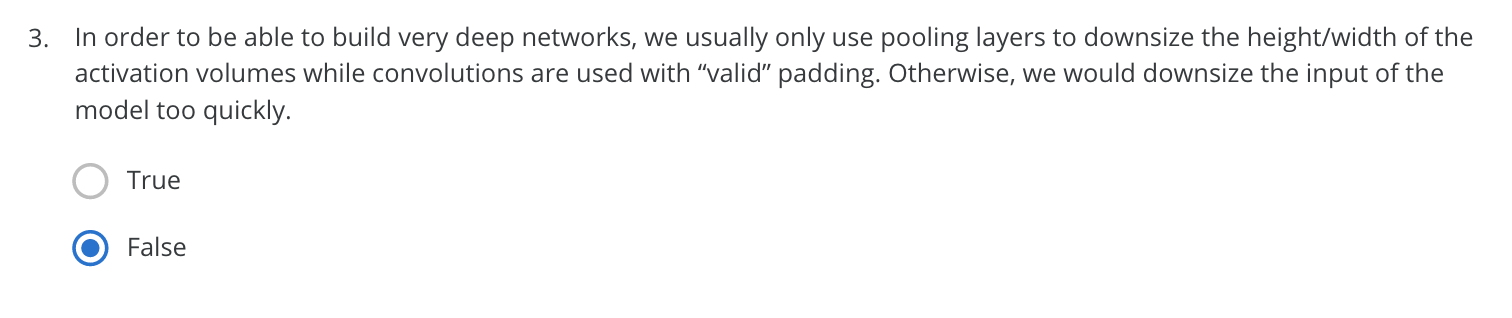 3. In order to be able to build very deep networks, we usually only use pooling layers to downsize the height/width of the
activation volumes while convolutions are used with “valid” padding. Otherwise, we would downsize the input of the
model too quickly.
True
False